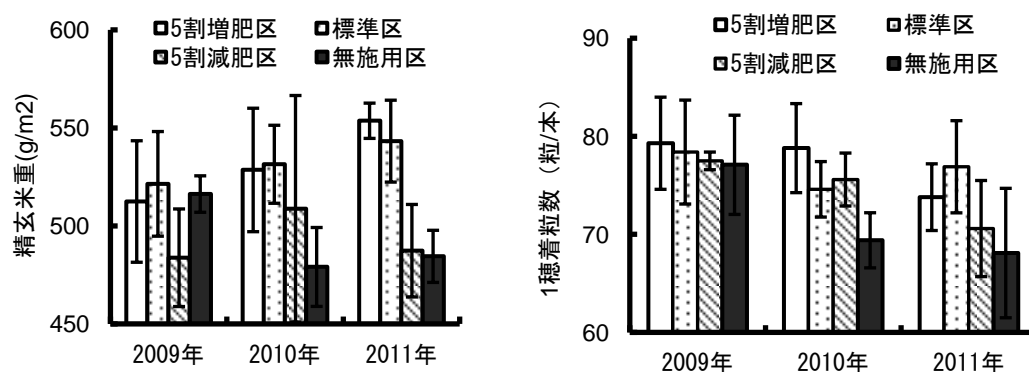 600
550
500
450
精玄米重(g/m2)
5割増肥区 標準区
5割減肥区 無施用区
2009年 2010年 2011年
90
80
70
60
1穂着粒数（粒/本）
5割増肥区 標準区
5割減肥区 無施用区
2009年 2010年 2011年